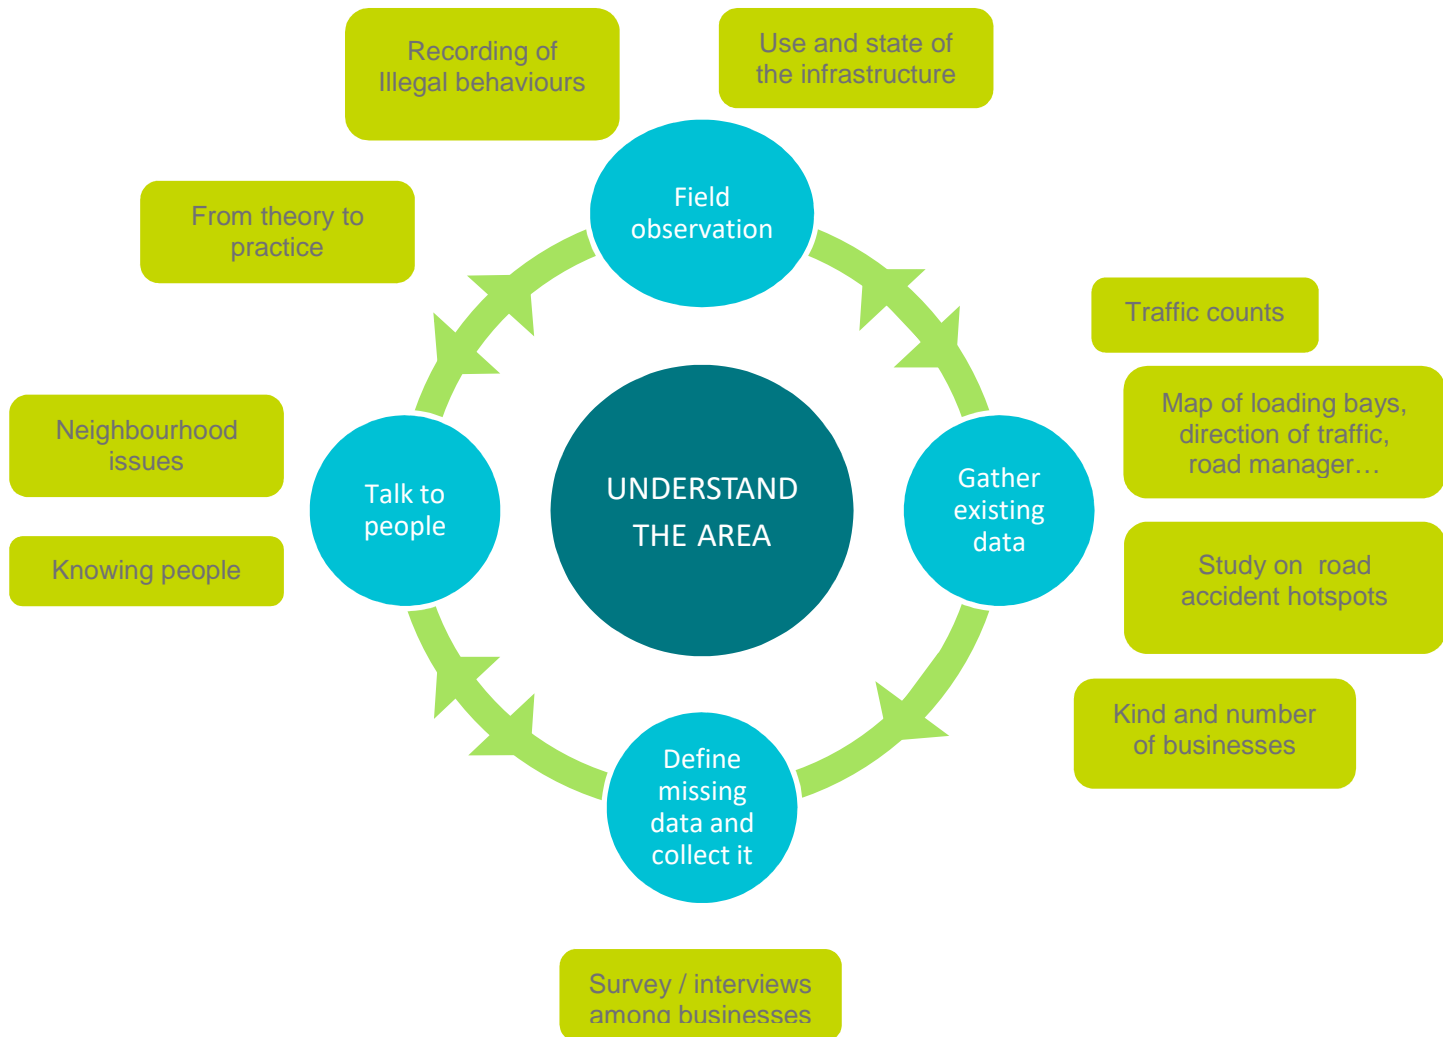 Recording of
Illegal behaviours
Use and state of
the infrastructure
From theory to
practice
Field
observation
Traffic counts
Map of loading bays,
direction of traffic,
road manager…
Neighbourhood
issues
Talk to
people
UNDERSTAND
THE AREA
Gather
existing
data
Knowing people
Study on road
accident hotspots
Kind and number
of businesses
Define
missing
data and
collect it
Survey / interviews
among businesses